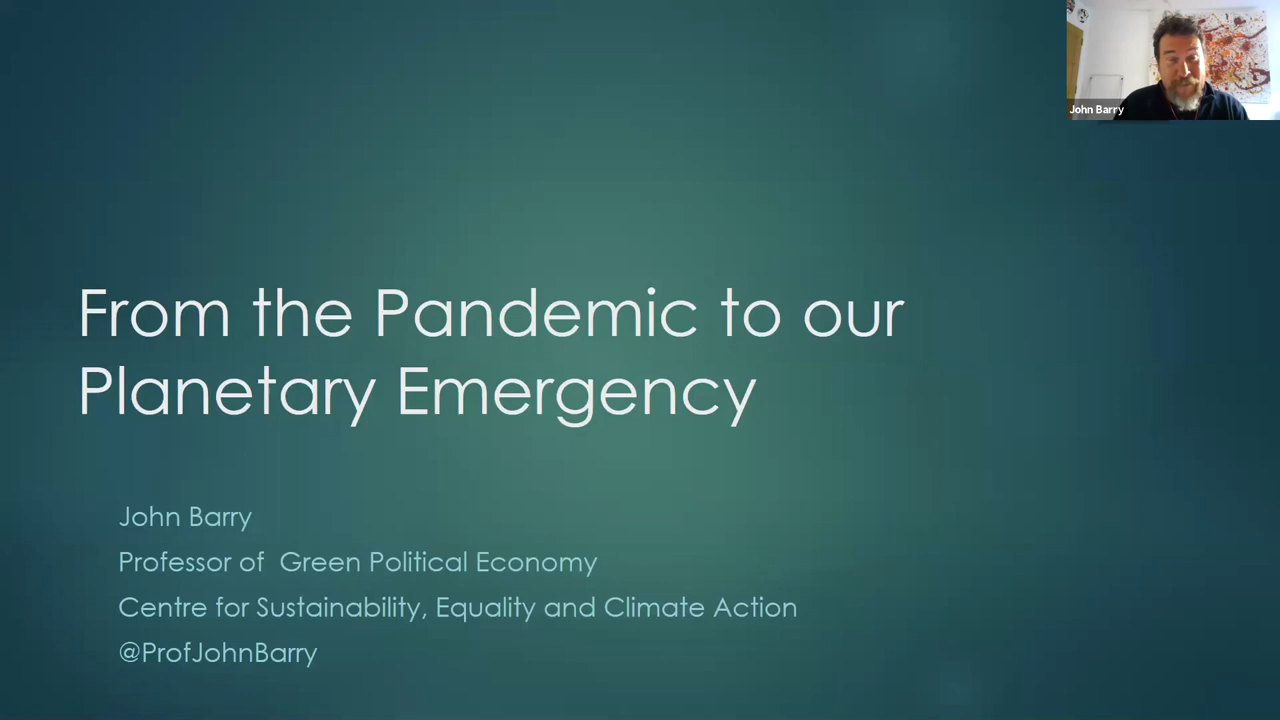 John Barry
From the Pandemic to our
Planetary Emergency
John Barry
Professor of  Green Political Economy
Centre for Sustainability, Equality and Climate Action
@ProfJohnBarry